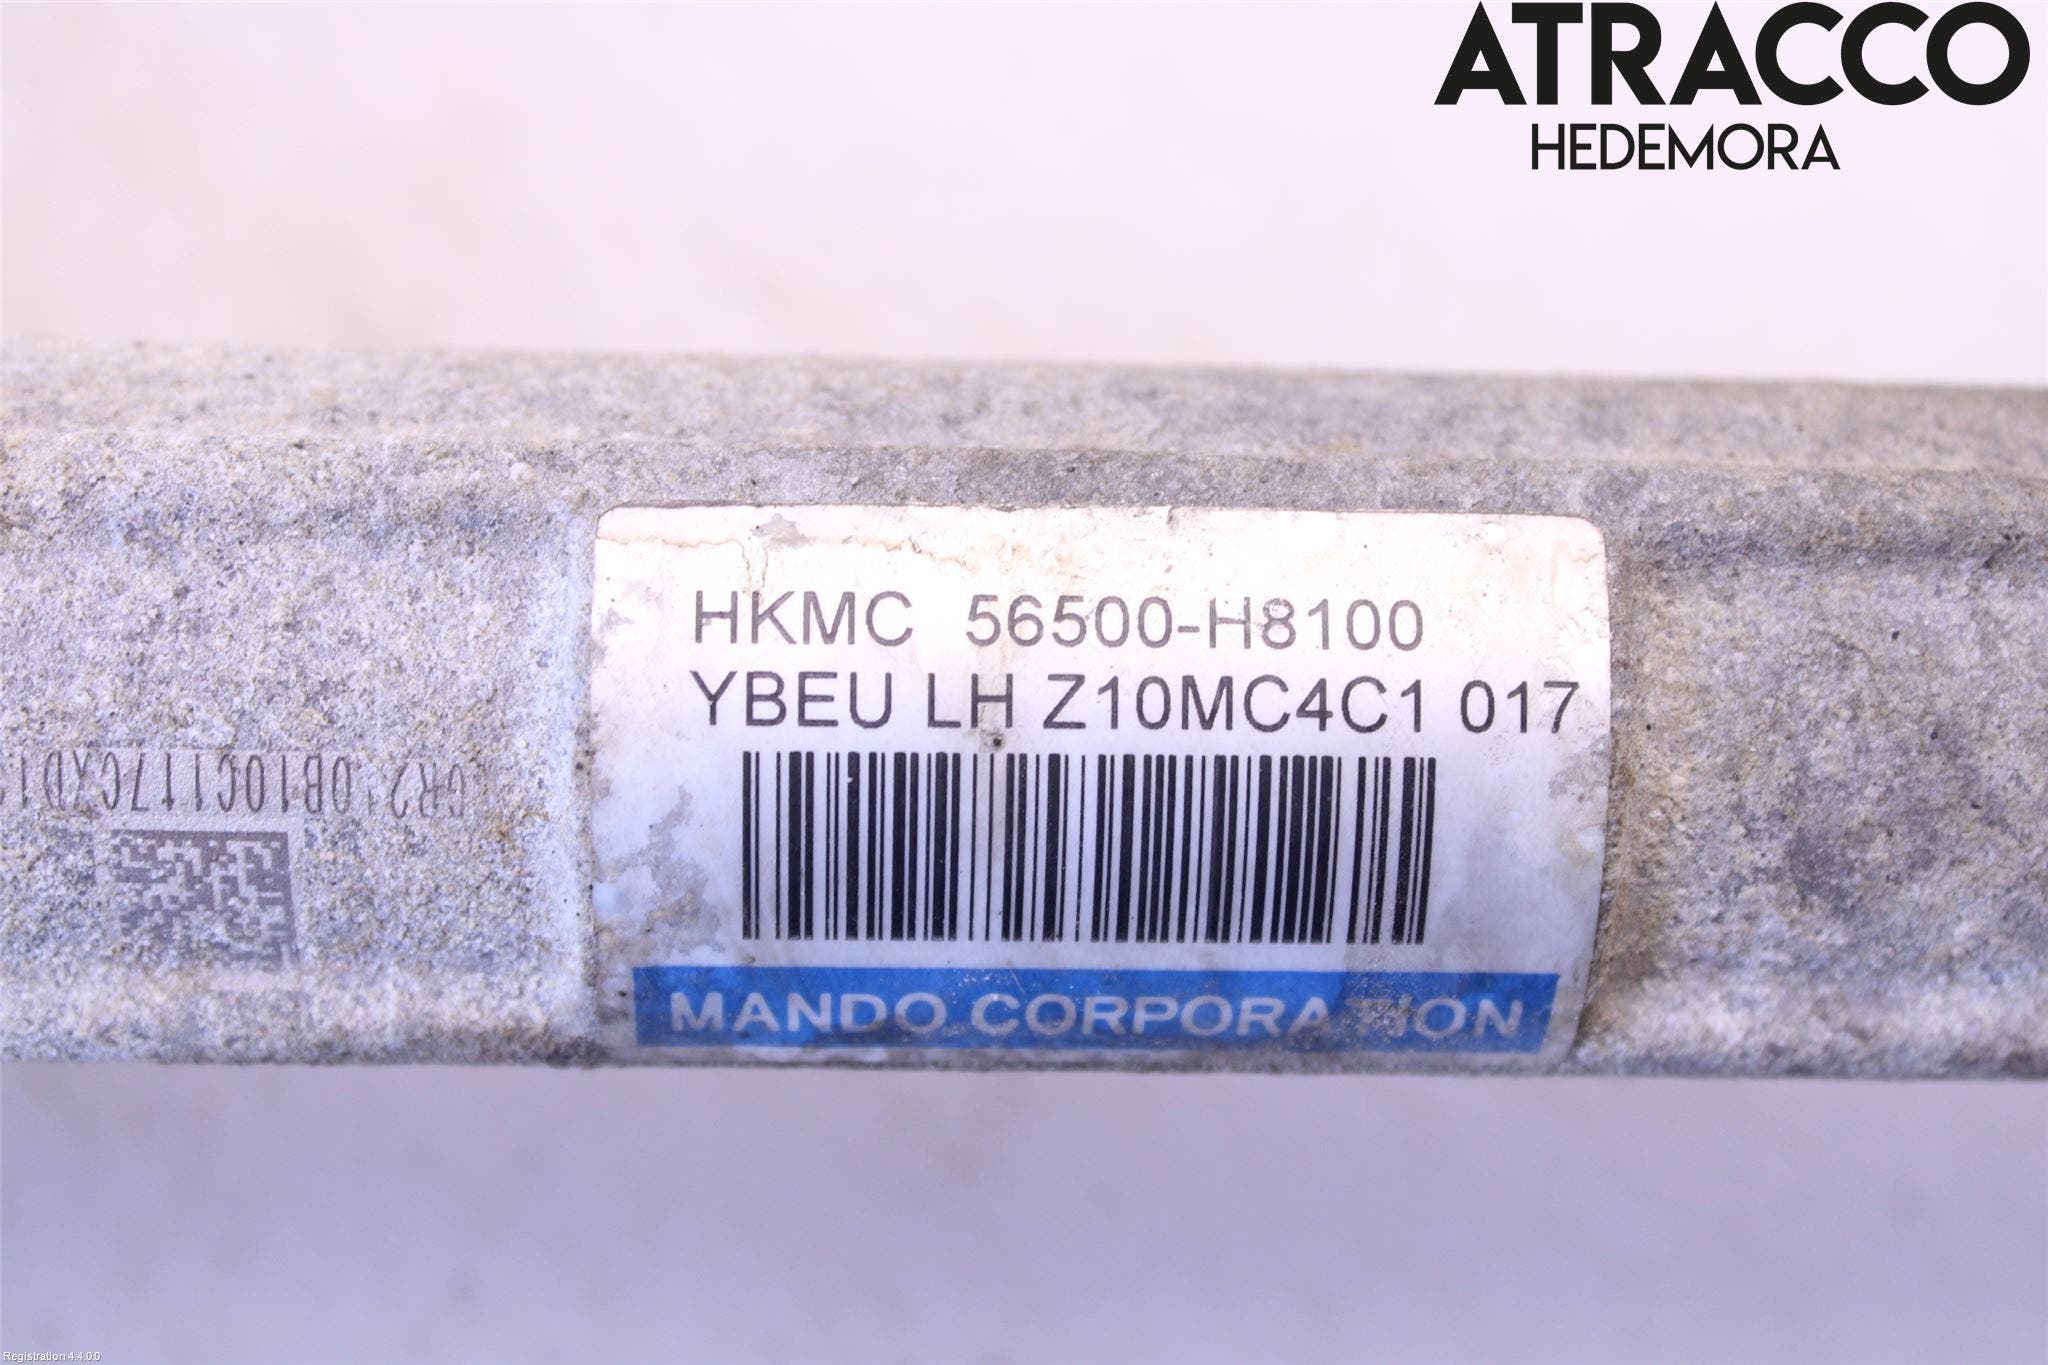 ATRACCO
HEDEMORA
HKMC 56500-H8100
YBEU LH Z10MC4C1 017
MANDO CORPORATION
Registration 4.4.0.0